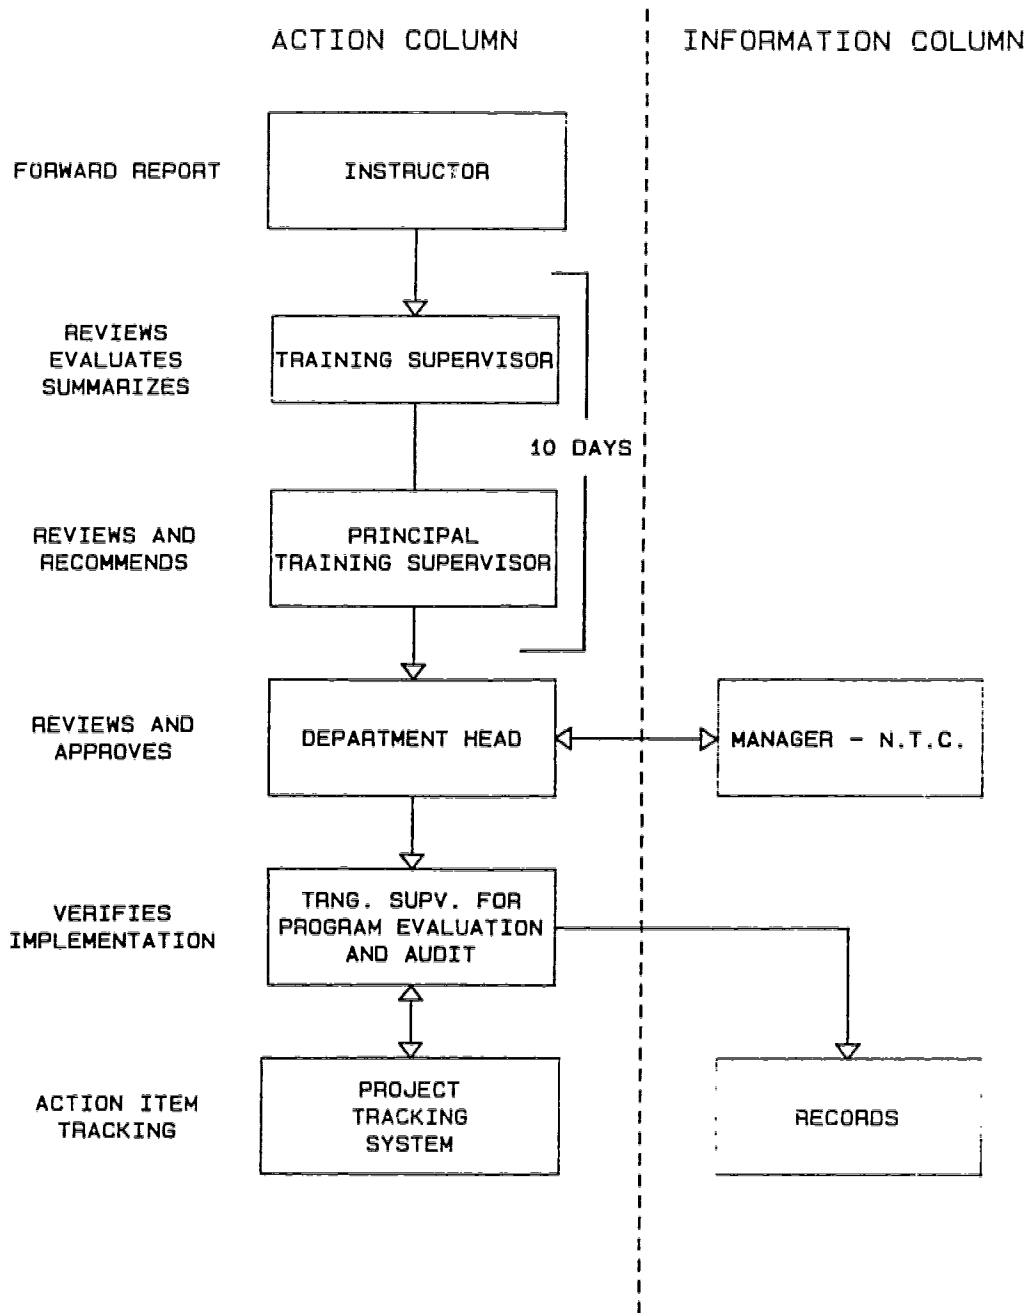 ACTION COLUMN
INFORMATION COLUMN
FORWARD REPORT
INSTRUCTOR
REVIEWS
EVALUATES
SUMMARIZES
TRAINING SUPERVISOR
10 DAYS
REVIEWS AND
RECOMMENDS
PRINCIPAL
TRAINING SUPERVISOR
REVIEWS AND
APPROVES
DEPARTMENT HEAD
MANAGER - N.T.C.
VERIFIES
IMPLEMENTATION
TRNG. SUPV. FOR
PROGRAM EVALUATION
AND AUDIT
ACTION ITEM
TRACKING
PROJECT
TRACKING
SYSTEM
RECORDS